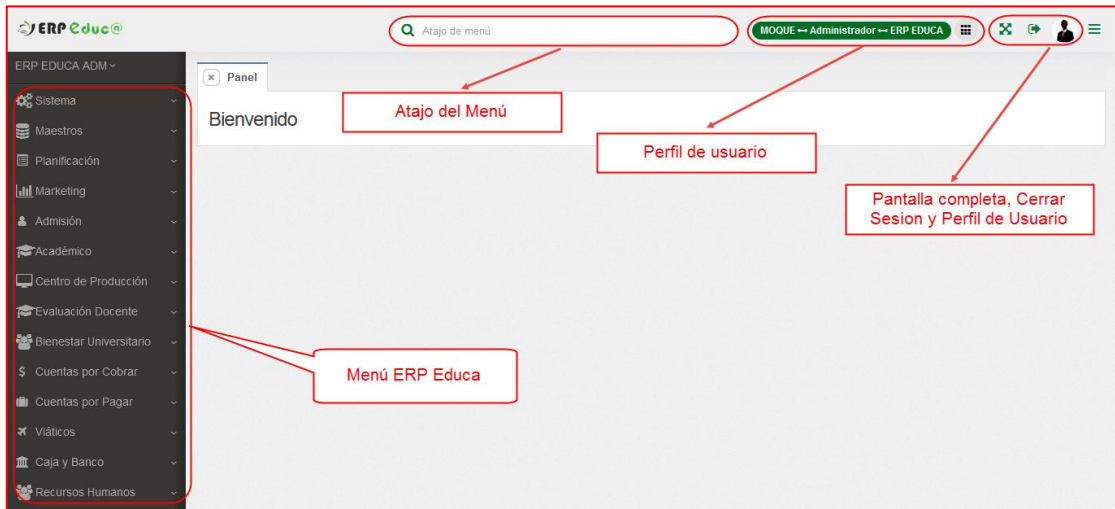 ERP Educ@
Atajo de menú
MOQUE ↔ Administrador ↔ ERP EDUCA
ERP EDUCA ADM
Panel
Sistema
Atajo del Menú
Bienvenido
Maestros
Perfil de usuario
Planificación
Marketing
Pantalla completa, Cerrar
Sesion y Perfil de Usuario
Admisión
Académico
Centro de Producción
Evaluación Docente
Bienestar Universitario
Menú ERP Educa
$ Cuentas por Cobrar
Cuentas por Pagar
Viáticos
Caja y Banco
Recursos Humanos